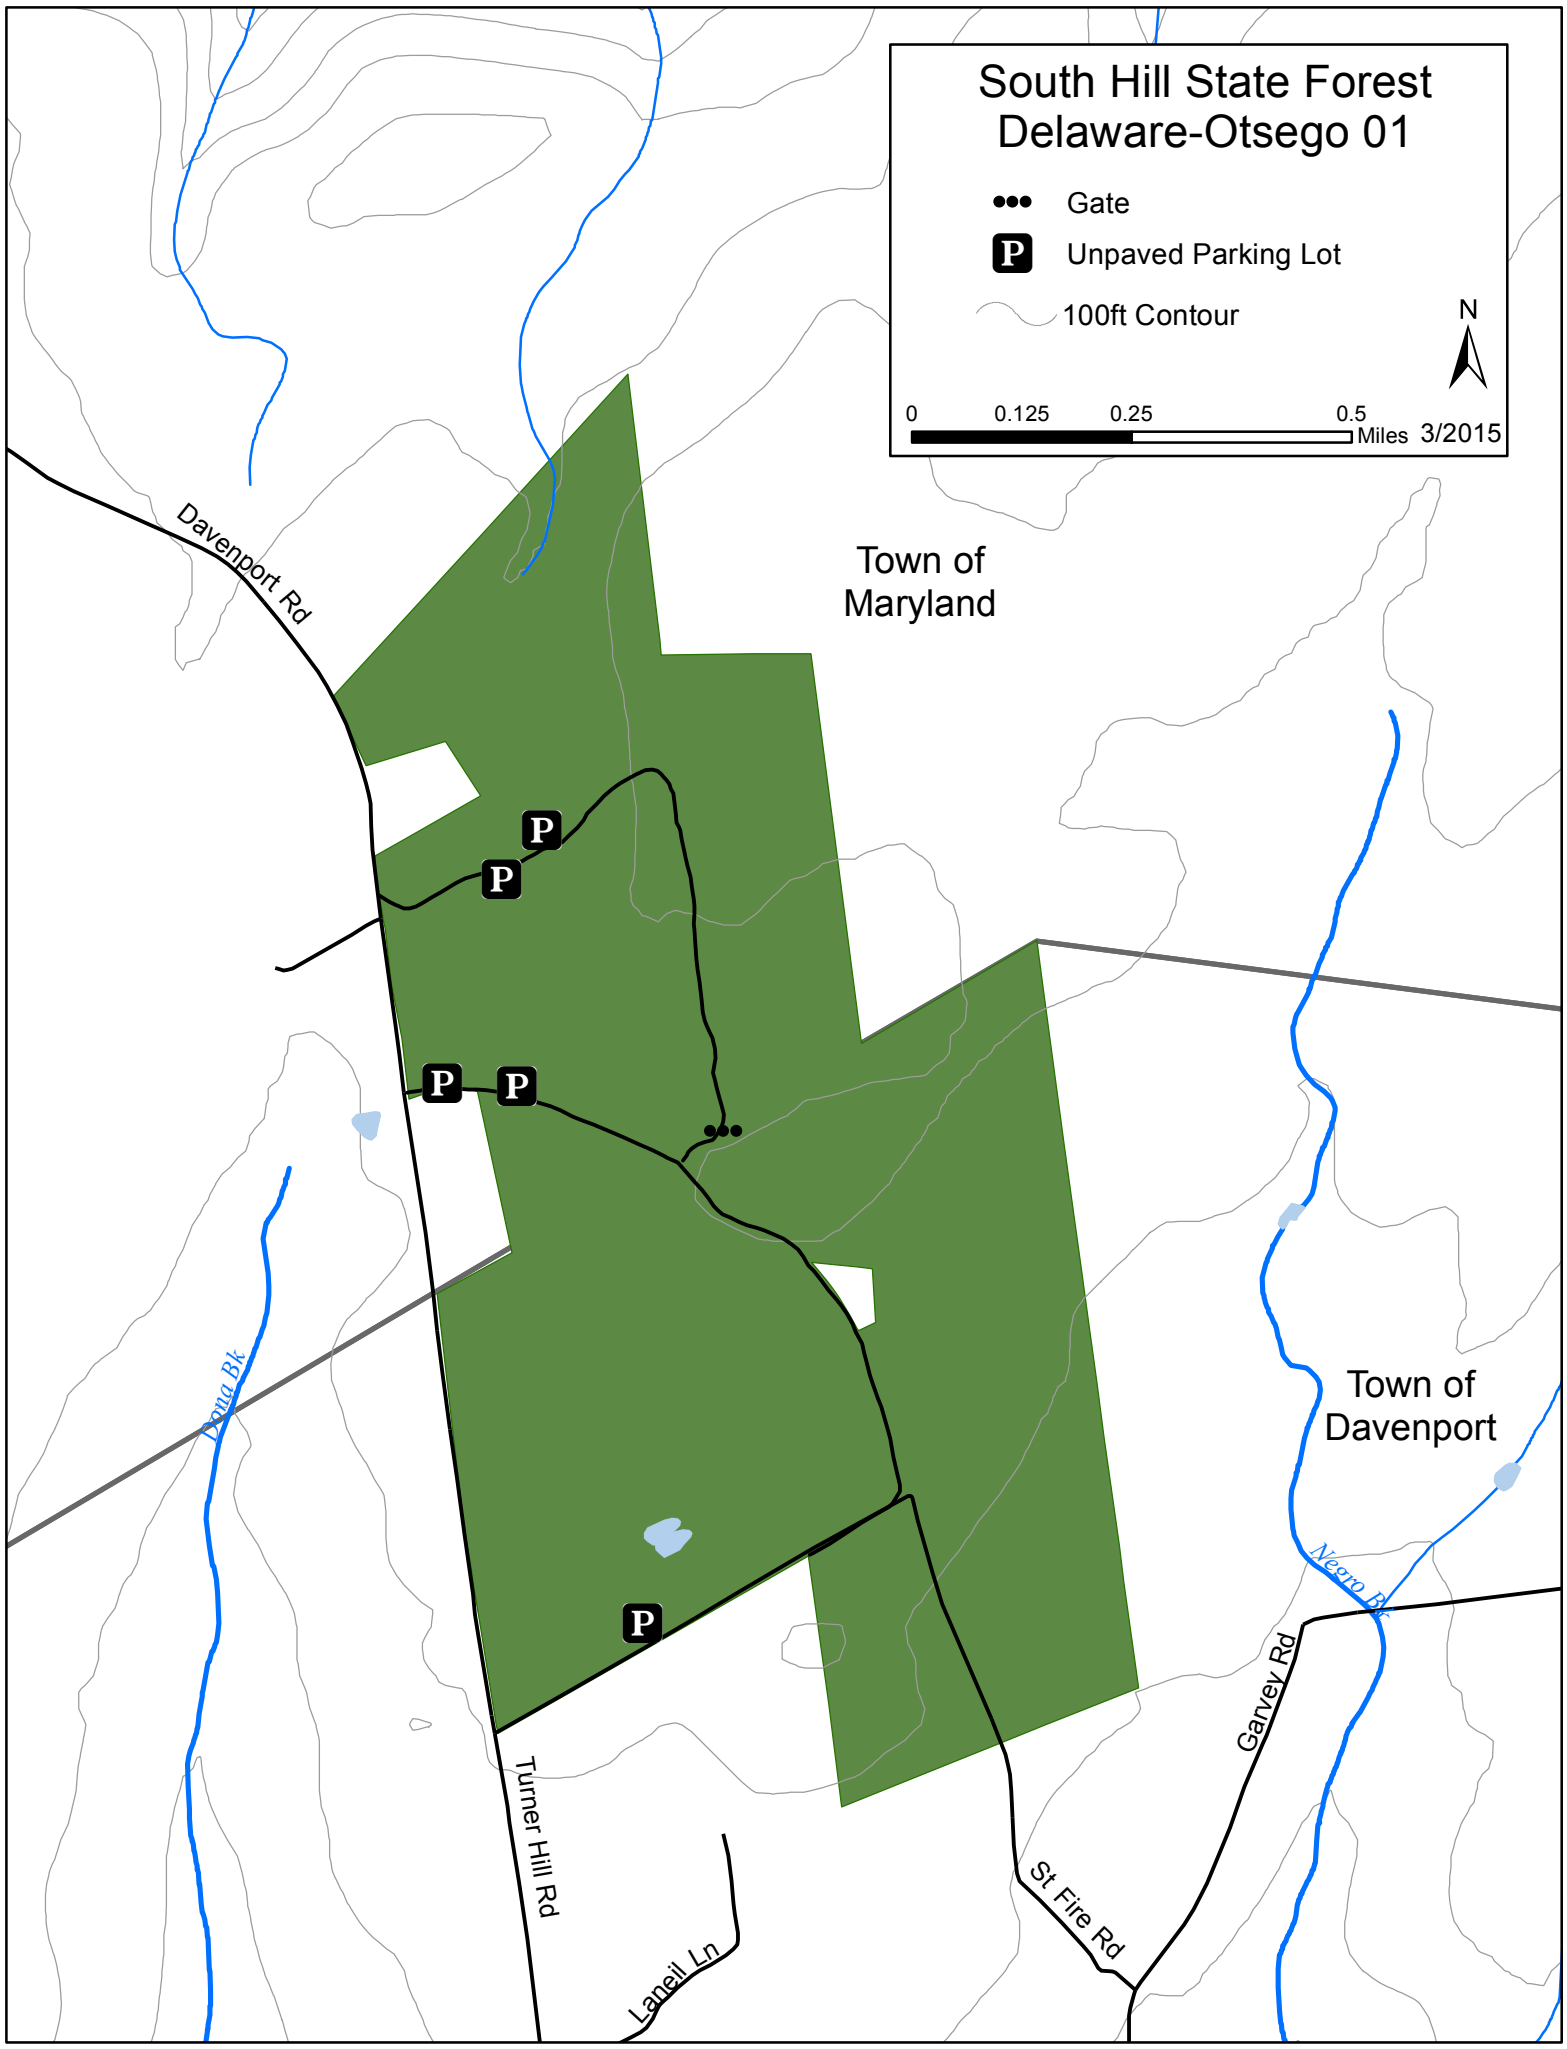 South Hill State Forest
Delaware-Otsego 01
Gate
P Unpaved Parking Lot
100ft Contour
N
0 0.125 0.25 0.5
Miles 3/2015
Davenport Rd
Town of
Maryland
P
P
P
P
Dona Bk
Town of
Davenport
Negro Bk
P
Garvey Rd
Turner Hill Rd
St Fire Rd
Laneil Ln